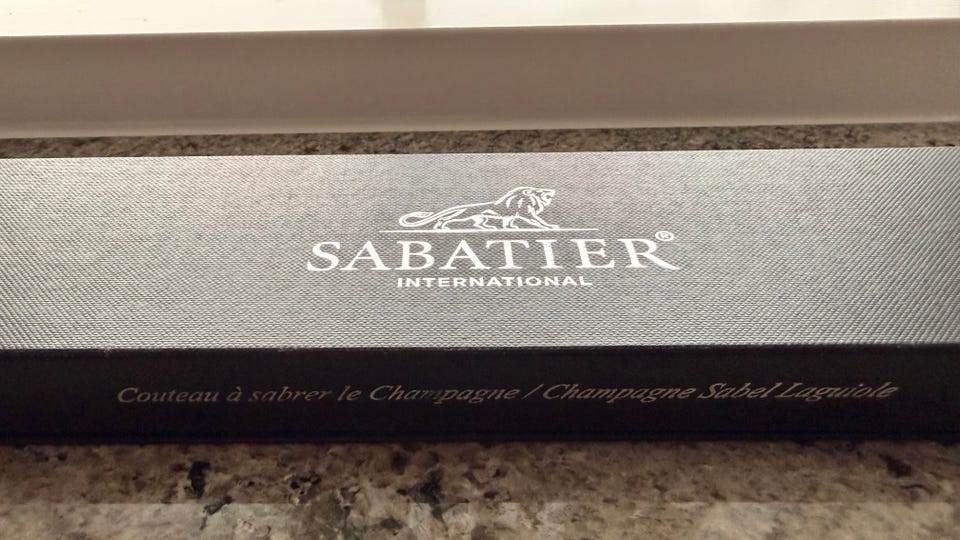 SABATIER®
INTERNATIONAL
Couteau à sabrer le Champagne / Champagne Sabel Laguiole